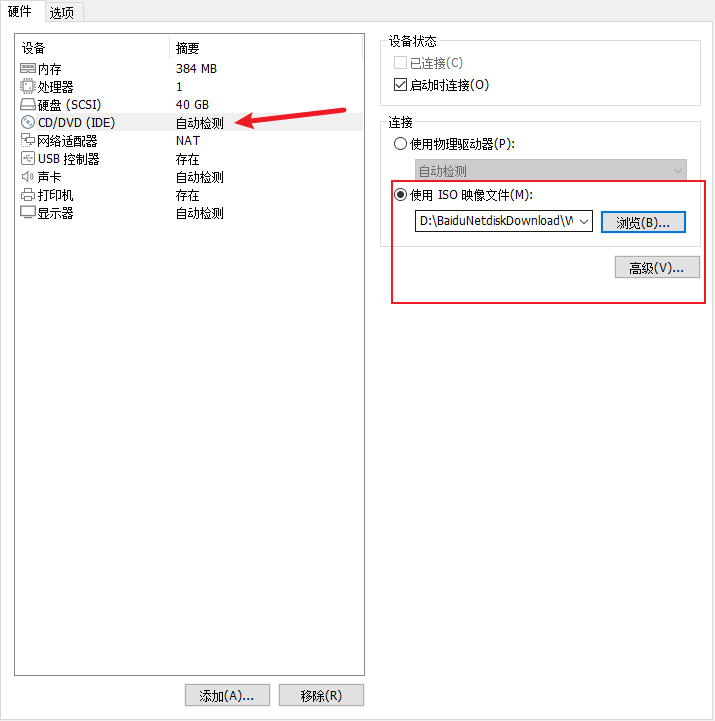 硬件 选项
设备 摘要
内存 384 MB
处理器 1
硬盘 (SCSI) 40 GB
CD/DVD (IDE) 自动检测
网络适配器 NAT
USB 控制器 存在
声卡 自动检测
打印机 存在
显示器 自动检测
添加(A)... 移除(R)
设备状态
已连接(C)
启动时连接(O)
连接
使用物理驱动器(P):
自动检测
使用 ISO 映像文件(M):
D:\BaiduNetdiskDownload\V 浏览(B)...
高级(V)...